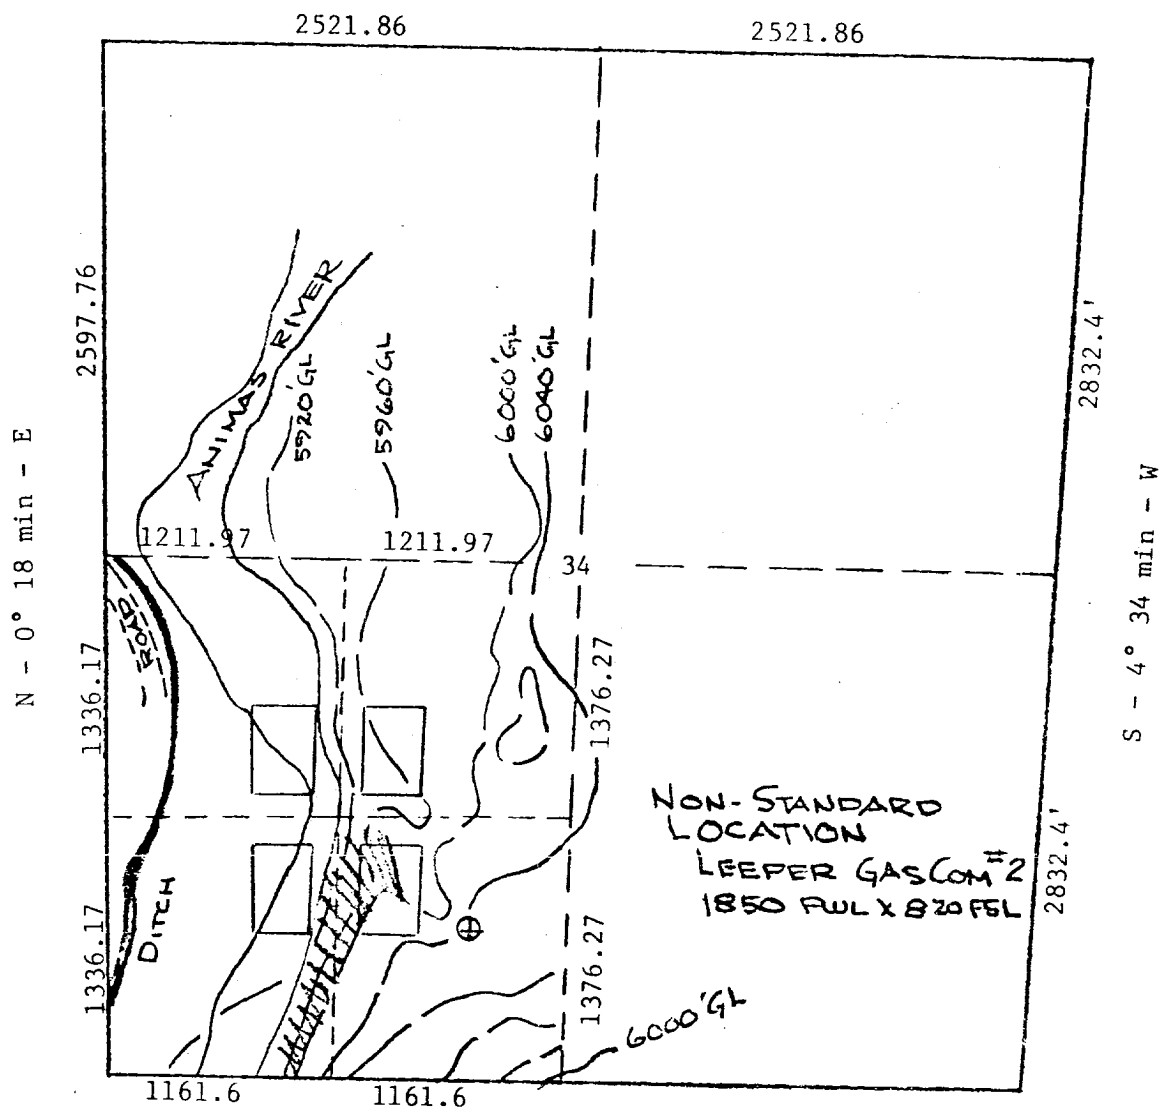 2521.86
2521.86
2597.76
N - 0° 18 min - E
ANIMAS RIVER
5920'GL
5960'GL
6000'GL
6040'GL
2832.4'
S - 4° 34 min - W
1211.97
1211.97
34
ROAD
1336.17
1376.27
NON-STANDARD
LOCATION
LEEPER GAS COM #2
1850 FWL X 820 FSL
2832.4'
DITCH
1336.17
1376.27
6000'GL
1161.6
1161.6